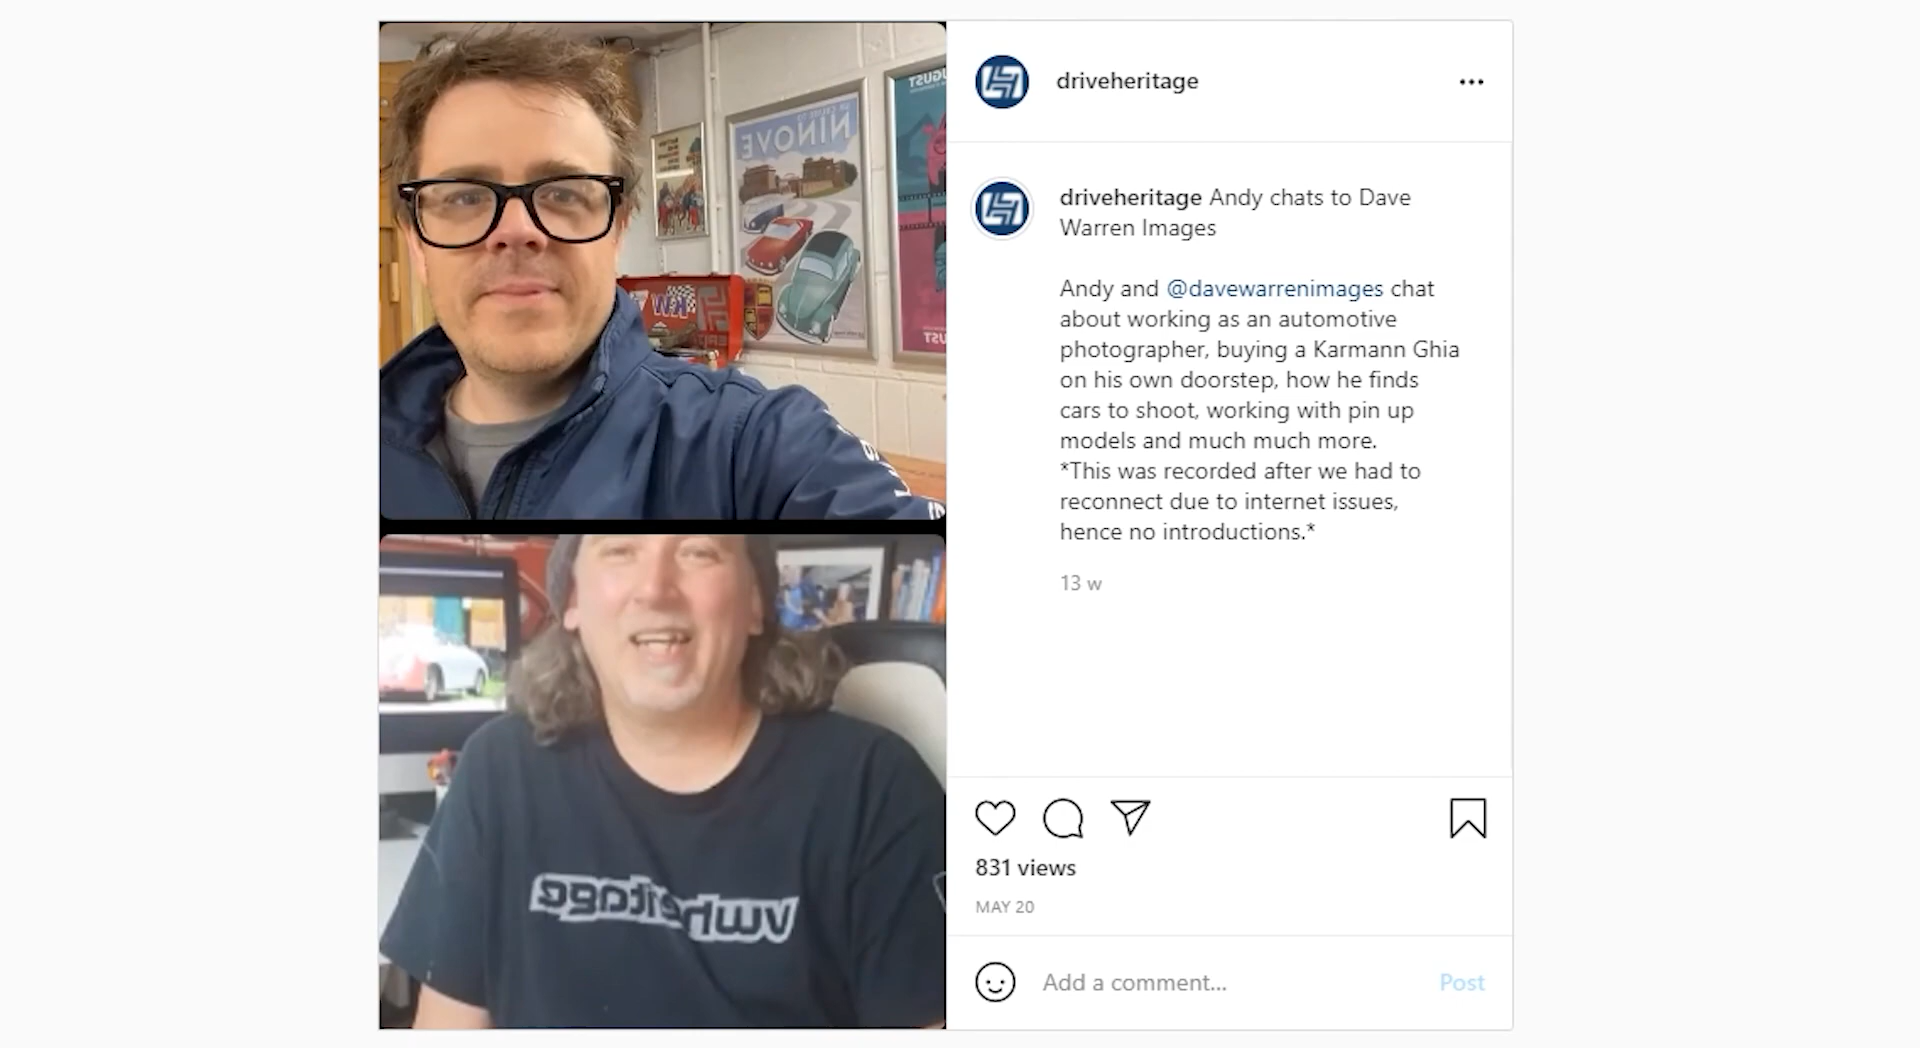 NINOVE
AUGUST
vwheritage
driveheritage
driveheritage Andy chats to Dave
Warren Images
Andy and @davewarrenimages chat
about working as an automotive
photographer, buying a Karmann Ghia
on his own doorstep, how he finds
cars to shoot, working with pin up
models and much much more.
*This was recorded after we had to
reconnect due to internet issues,
hence no introductions.*
13 w
831 views
MAY 20
Add a comment...
Post